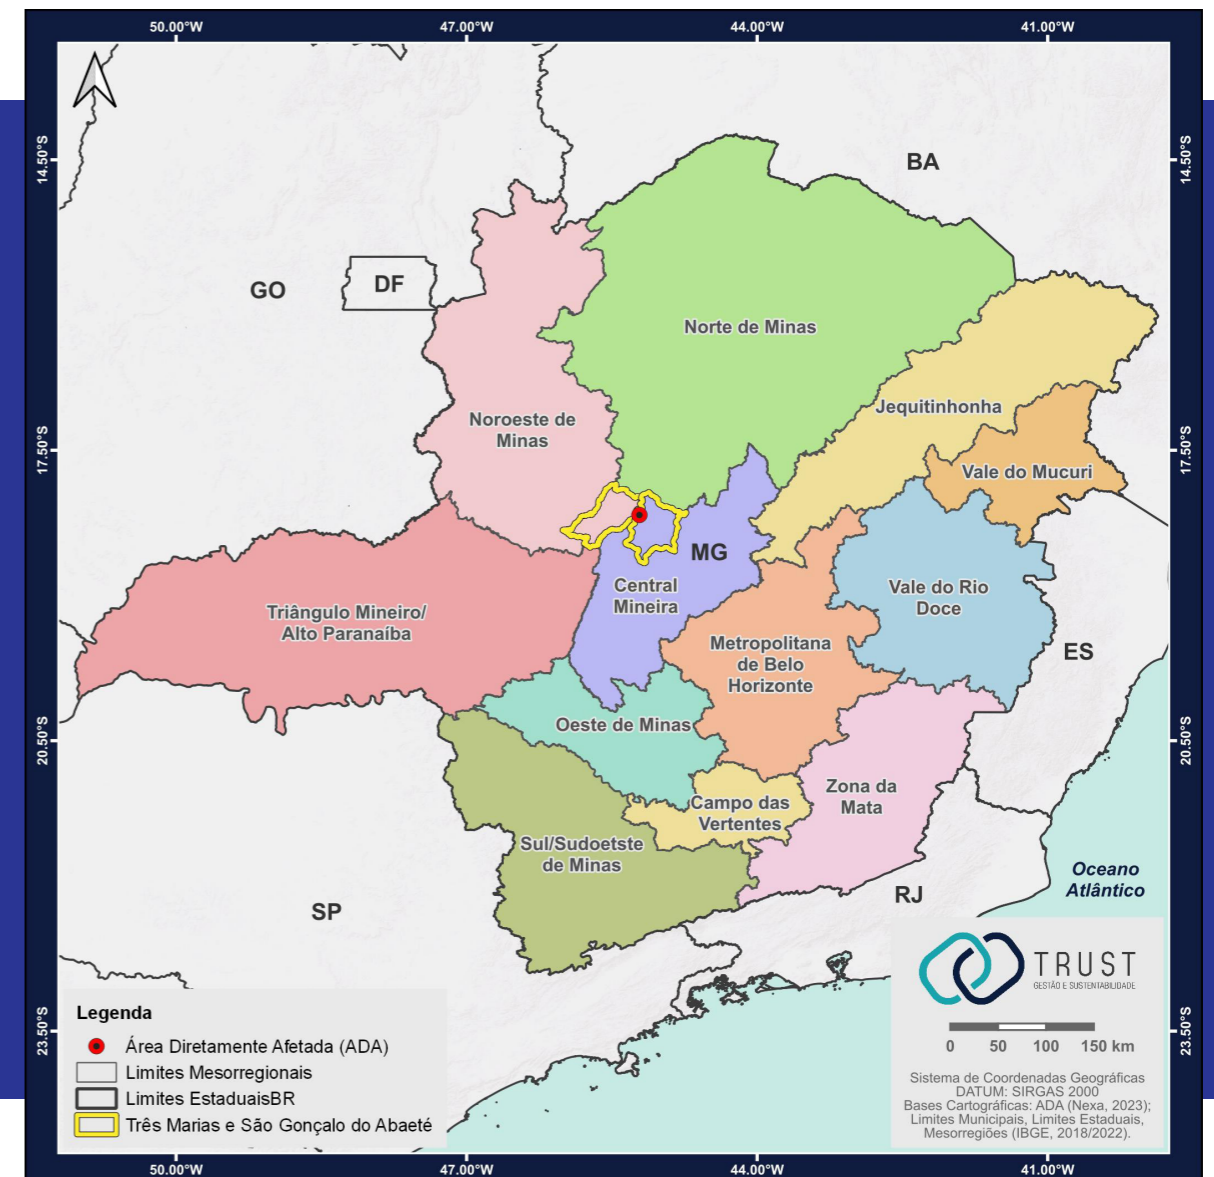 50.00°W 47.00°W 44.00°W 41.00°W
14.50°S
14.50°S
BA
GO
DF
Norte de Minas
Noroeste de
Minas
Jequitinhonha
17.50°S
17.50°S
Vale do Mucuri
MG
Central
Mineira
Vale do Rio
Doce
Triângulo Mineiro/
Alto Paranaíba
Metropolitana
de Belo
Horizonte
ES
Oeste de Minas
20.50°S
20.50°S
Campo das
Vertentes
Zona da
Mata
Sul/Sudoetste
de Minas
Oceano
Atlântico
SP
RJ
TRUST
GESTÃO E SUSTENTABILIDADE
0 50 100 150 km
Sistema de Coordenadas Geográficas
DATUM: SIRGAS 2000
Bases Cartográficas: ADA (Nexa, 2023);
Limites Municipais, Limites Estaduais,
Mesorregiões (IBGE, 2018/2022).
Legenda
Área Diretamente Afetada (ADA)
Limites Mesorregionais
Limites EstaduaisBR
Três Marias e São Gonçalo do Abaeté
23.50°S
23.50°S
50.00°W 47.00°W 44.00°W 41.00°W